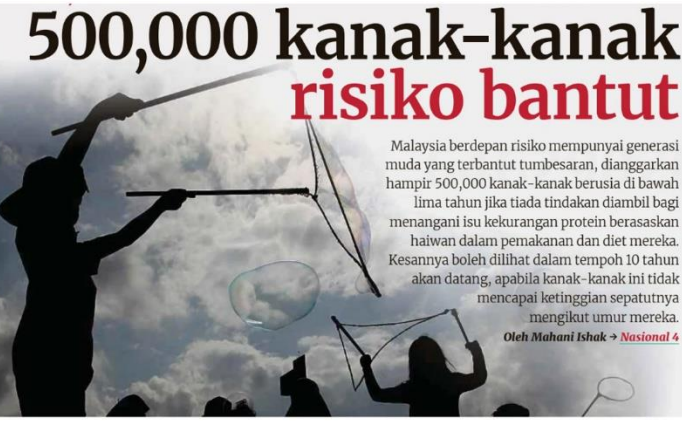 500,000 kanak-kanak
risiko bantut
Malaysia berdepan risiko mempunyai generasi
muda yang terbantut tumbesaran, dianggarkan
hampir 500,000 kanak-kanak berusia di bawah
lima tahun jika tiada tindakan diambil bagi
menangani isu kekurangan protein berasaskan
haiwan dalam pemakanan dan diet mereka.
Kesannya boleh dilihat dalam tempoh 10 tahun
akan datang, apabila kanak-kanak ini tidak
mencapai ketinggian sepatutnya
mengikut umur mereka.
Oleh Mahani Ishak → Nasional 4